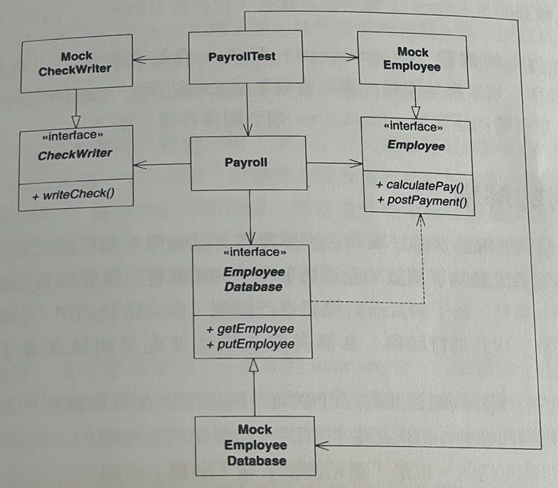 Mock
CheckWriter
PayrollTest
Mock
Employee
«interface»
CheckWriter
+ writeCheck()
Payroll
«interface»
Employee
+ calculatePay()
+ postPayment()
«interface»
Employee
Database
+ getEmployee
+ putEmployee
Mock
Employee
Database